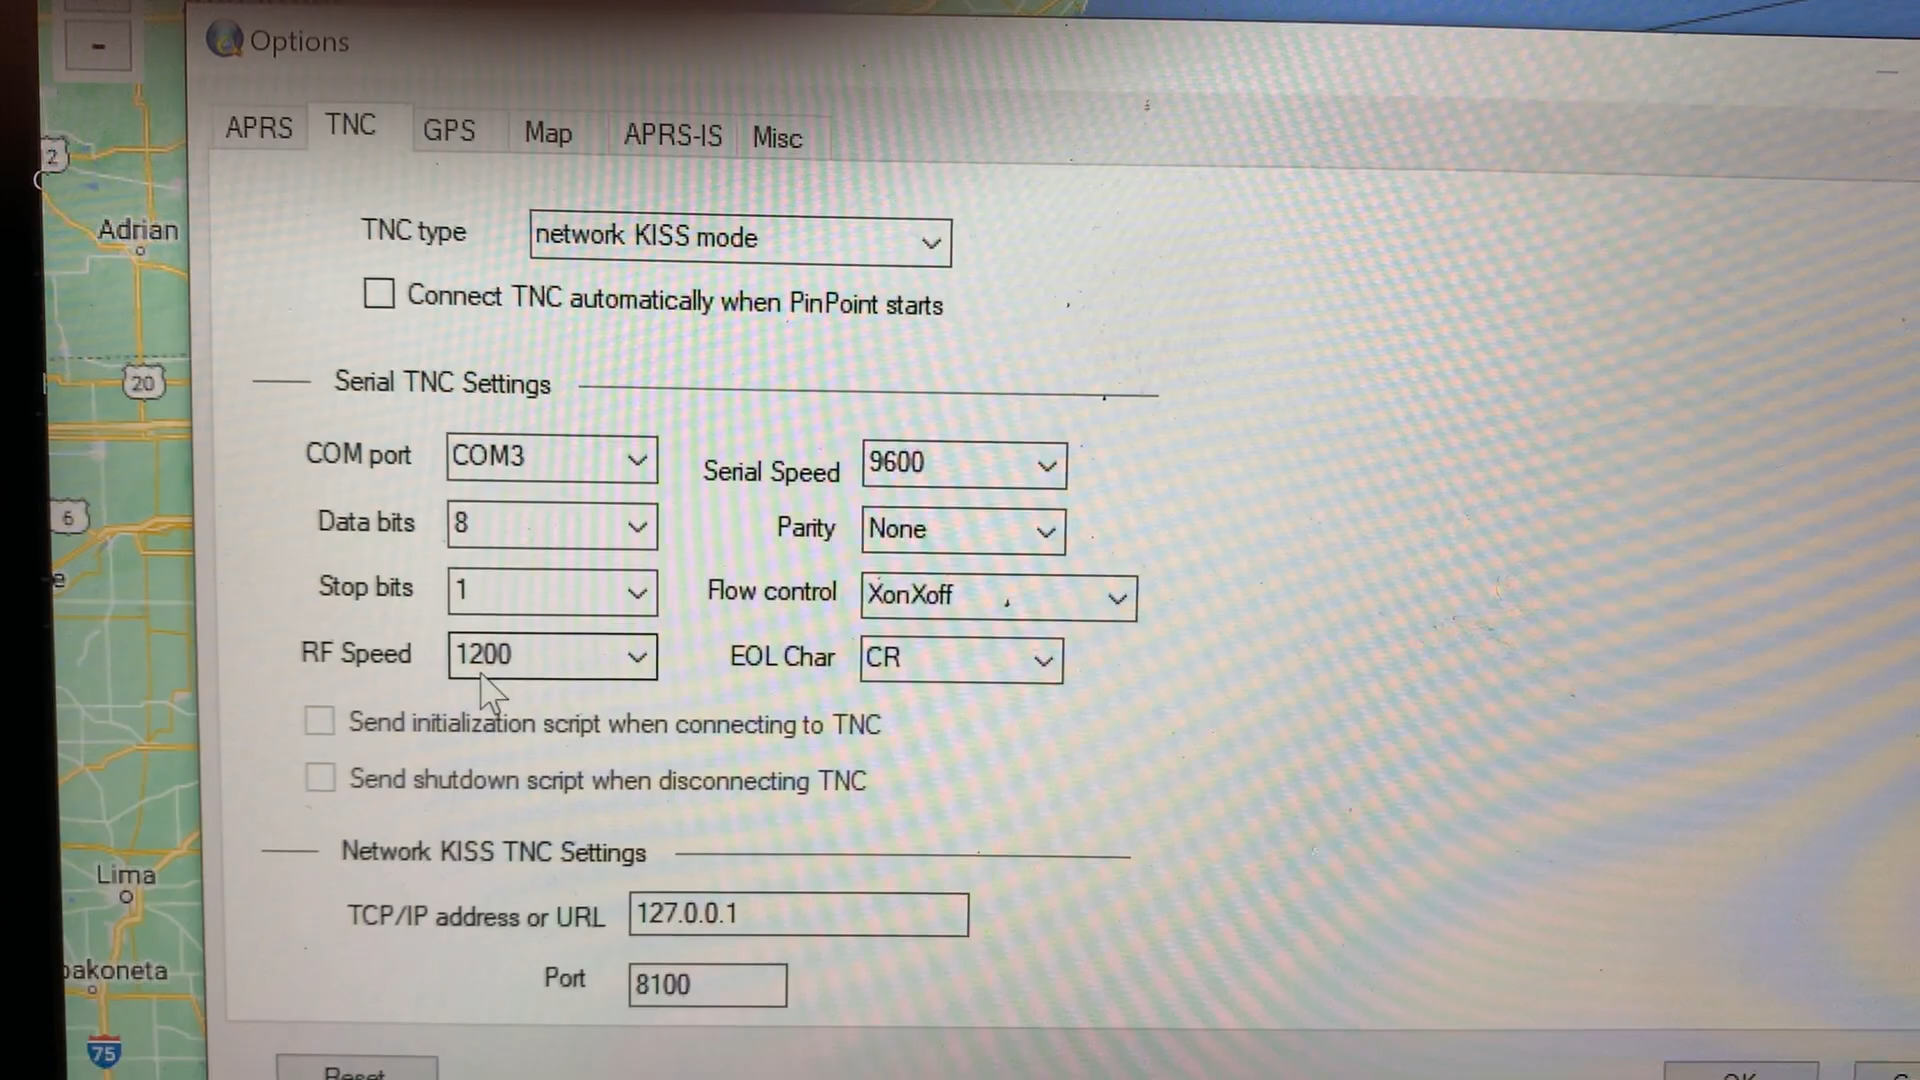 -
Options
APRS TNC GPS Map APRS-IS Misc
2
Adrian
20
6
e
Lima
pakoneta
75
TNC type network KISS mode
Connect TNC automatically when PinPoint starts
Serial TNC Settings
COM port COM3 Serial Speed 9600
Data bits 8 Parity None
Stop bits 1 Flow control XonXoff
RF Speed 1200 EOL Char CR
Send initialization script when connecting to TNC
Send shutdown script when disconnecting TNC
Network KISS TNC Settings
TCP/IP address or URL 127.0.0.1
Port 8100
Reset OK